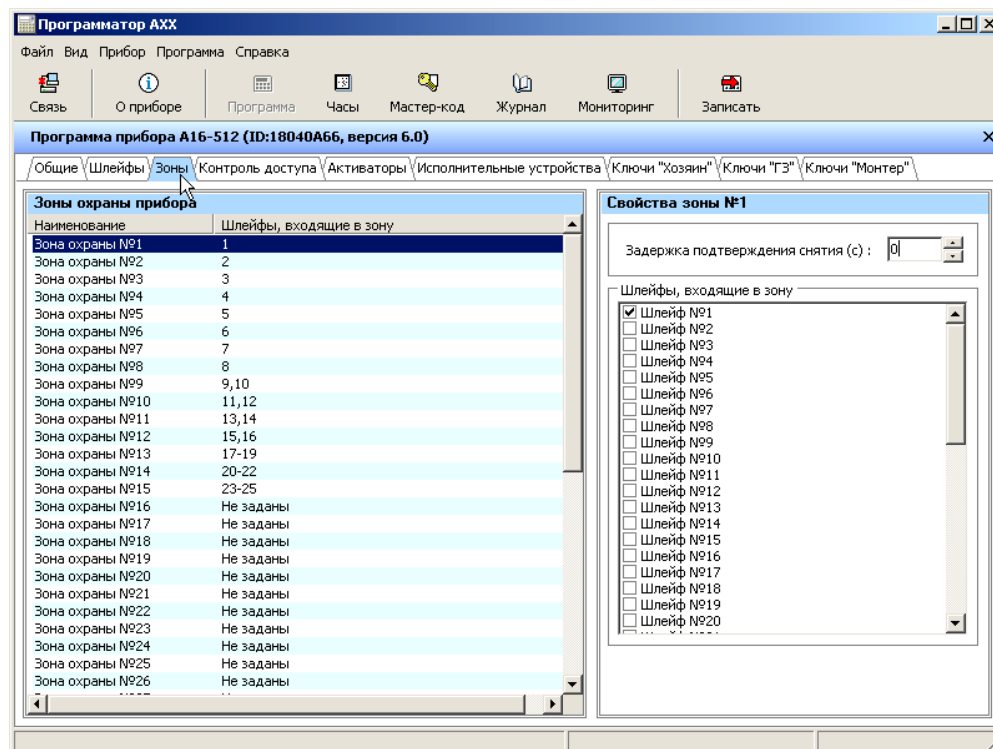 Программатор AXX
Файл Вид Прибор Программа Справка
Связь О приборе Программа Часы Мастер-код Журнал Мониторинг Записать
Программа прибора А16-512 (ID:18040A66, версия 6.0)
Общие Шлейфы Зоны Контроль доступа Активаторы Исполнительные устройства Ключи "Хозяин" Ключи "ГЗ" Ключи "Монтер"
Зоны охраны прибора
Наименование Шлейфы, входящие в зону
Зона охраны №1 1
Зона охраны №2 2
Зона охраны №3 3
Зона охраны №4 4
Зона охраны №5 5
Зона охраны №6 6
Зона охраны №7 7
Зона охраны №8 8
Зона охраны №9 9,10
Зона охраны №10 11,12
Зона охраны №11 13,14
Зона охраны №12 15,16
Зона охраны №13 17-19
Зона охраны №14 20-22
Зона охраны №15 23-25
Зона охраны №16 Не заданы
Зона охраны №17 Не заданы
Зона охраны №18 Не заданы
Зона охраны №19 Не заданы
Зона охраны №20 Не заданы
Зона охраны №21 Не заданы
Зона охраны №22 Не заданы
Зона охраны №23 Не заданы
Зона охраны №24 Не заданы
Зона охраны №25 Не заданы
Зона охраны №26 Не заданы
Свойства зоны №1
Задержка подтверждения снятия (с) : 0
Шлейфы, входящие в зону
Шлейф №1
Шлейф №2
Шлейф №3
Шлейф №4
Шлейф №5
Шлейф №6
Шлейф №7
Шлейф №8
Шлейф №9
Шлейф №10
Шлейф №11
Шлейф №12
Шлейф №13
Шлейф №14
Шлейф №15
Шлейф №16
Шлейф №17
Шлейф №18
Шлейф №19
Шлейф №20